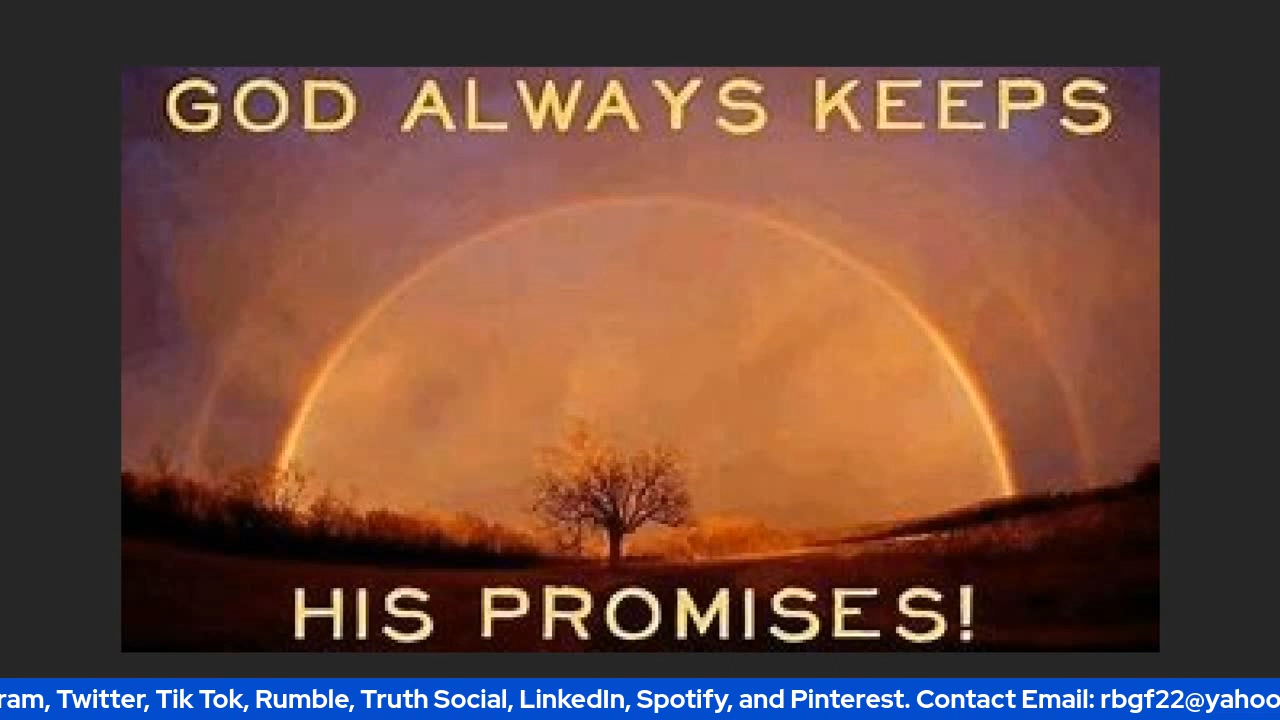 GOD ALWAYS KEEPS
HIS PROMISES!
ram, Twitter, Tik Tok, Rumble, Truth Social, LinkedIn, Spotify, and Pinterest. Contact Email: rbgf22@yahoo